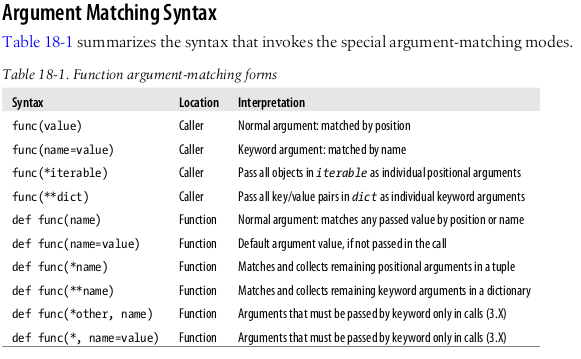 Argument Matching Syntax
Table 18-1 summarizes the syntax that invokes the special argument-matching modes.
Table 18-1. Function argument-matching forms
Syntax Location Interpretation
func(value) Caller Normal argument: matched by position
func(name=value) Caller Keyword argument: matched by name
func(*iterable) Caller Pass all objects in iterable as individual positional arguments
func(**dict) Caller Pass all key/value pairs in dict as individual keyword arguments
def func(name) Function Normal argument: matches any passed value by position or name
def func(name=value) Function Default argument value, if not passed in the call
def func(*name) Function Matches and collects remaining positional arguments in a tuple
def func(**name) Function Matches and collects remaining keyword arguments in a dictionary
def func(*other, name) Function Arguments that must be passed by keyword only in calls (3.X)
def func(*, name=value) Function Arguments that must be passed by keyword only in calls (3.X)